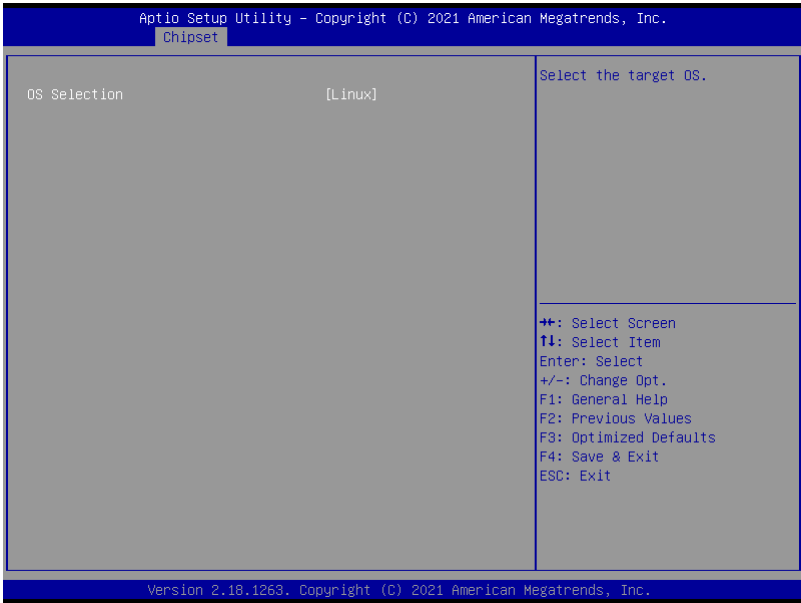 Aptio Setup Utility – Copyright (C) 2021 American Megatrends, Inc.
Chipset
OS Selection [Linux]
Select the target OS.
→←: Select Screen
↑↓: Select Item
Enter: Select
+/-: Change Opt.
F1: General Help
F2: Previous Values
F3: Optimized Defaults
F4: Save & Exit
ESC: Exit
Version 2.18.1263. Copyright (C) 2021 American Megatrends, Inc.